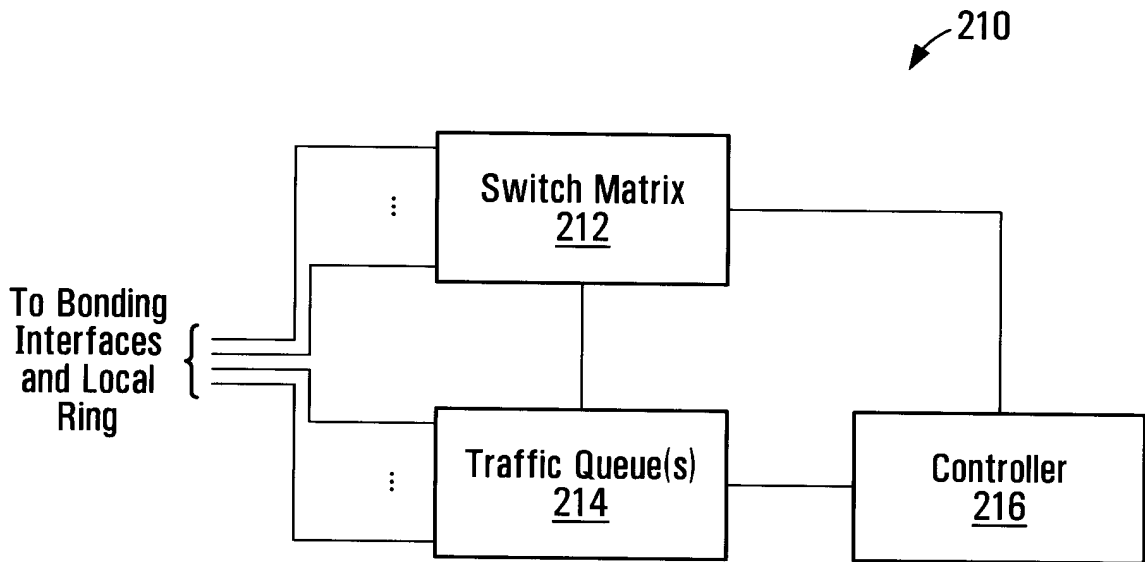 210
Switch Matrix
212
To Bonding
Interfaces
and Local
Ring
Traffic Queue(s)
214
Controller
216